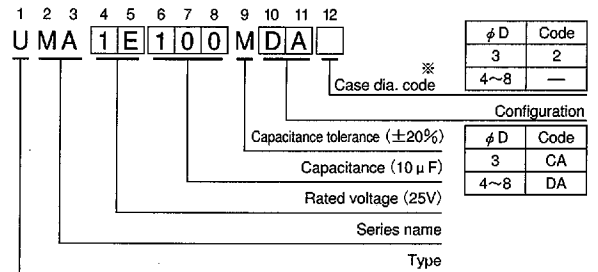 1 2 3 4 5 6 7 8 9 10 11 12
U M A 1 E 1 0 0 M D A
φD Code
3 2
4～8 —
※
Case dia. code
Configuration
φD Code
3 CA
4～8 DA
Capacitance tolerance (±20%)
Capacitance (10μF)
Rated voltage (25V)
Series name
Type